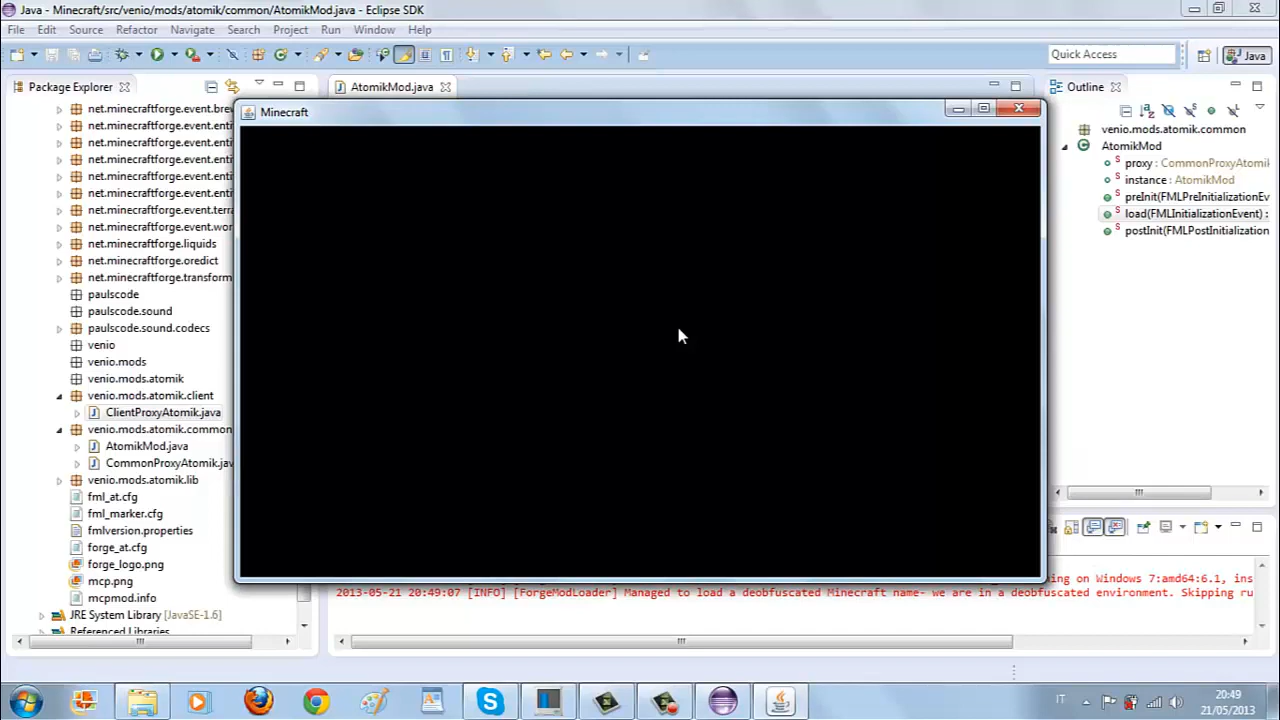 Java - Minecraft/src/venio/mods/atomik/common/AtomikMod.java - Eclipse SDK
File Edit Source Refactor Navigate Search Project Run Window Help
Quick Access
Java
Package Explorer
AtomikMod.java
Outline
net.minecraftforge.event.brew
net.minecraftforge.event.enti
net.minecraftforge.event.enti
net.minecraftforge.event.enti
net.minecraftforge.event.enti
net.minecraftforge.event.enti
net.minecraftforge.event.terra
net.minecraftforge.event.wor
net.minecraftforge.liquids
net.minecraftforge.oredict
net.minecraftforge.transform
paulscode
paulscode.sound
paulscode.sound.codecs
venio
venio.mods
venio.mods.atomik
venio.mods.atomik.client
ClientProxyAtomik.java
venio.mods.atomik.common
AtomikMod.java
CommonProxyAtomik.jav
venio.mods.atomik.lib
fml_at.cfg
fml_marker.cfg
fmlversion.properties
forge_at.cfg
forge_logo.png
mcp.png
mcpmod.info
JRE System Library [JavaSE-1.6]
Referenced Libraries
Minecraft
venio.mods.atomik.common
AtomikMod
proxy : CommonProxyAtomik
instance : AtomikMod
preInit(FMLPreInitializationEv
load(FMLInitializationEvent) :
postInit(FMLPostInitialization
ng on Windows 7:amd64:6.1, ins
2013-05-21 20:49:07 [INFO] [ForgeModLoader] Managed to load a deobfuscated Minecraft name- we are in a deobfuscated environment. Skipping ru
IT
20:49
21/05/2013